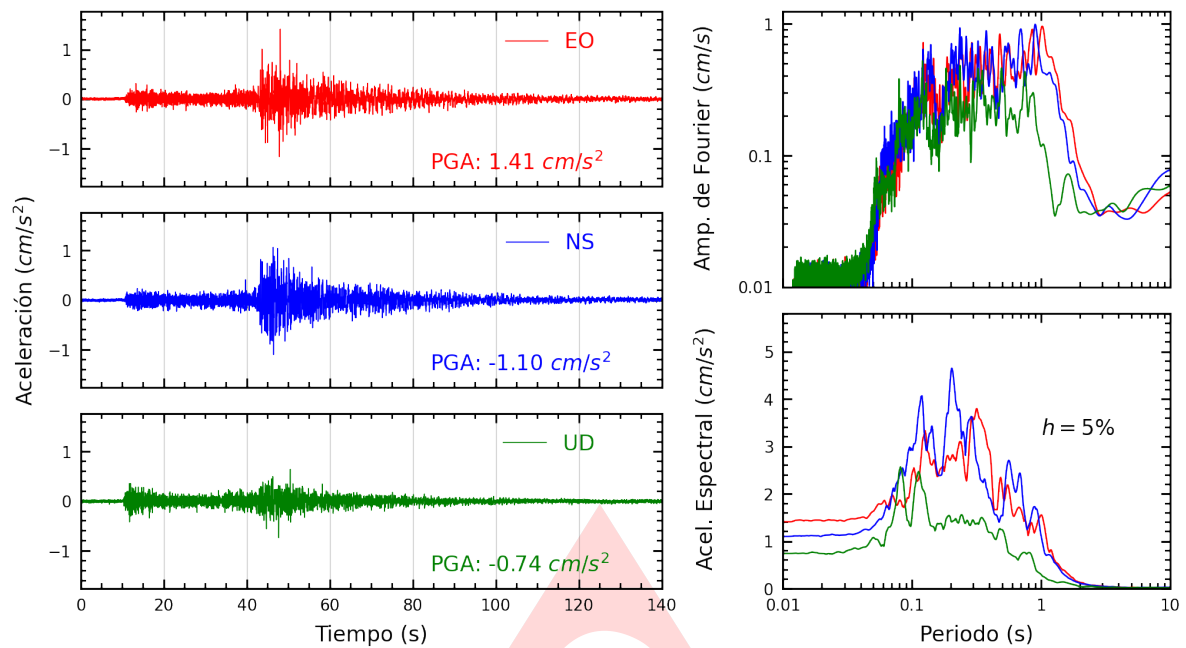 Aceleración (cm/s²)
1
0
−1
EO
PGA: 1.41 cm/s²
1
0
−1
NS
PGA: -1.10 cm/s²
1
0
−1
UD
PGA: -0.74 cm/s²
0 20 40 60 80 100 120 140
Tiempo (s)
Amp. de Fourier (cm/s)
1
0.1
0.01
Acel. Espectral (cm/s²)
5
4
3
2
1
0
h = 5%
0.01 0.1 1 10
Periodo (s)